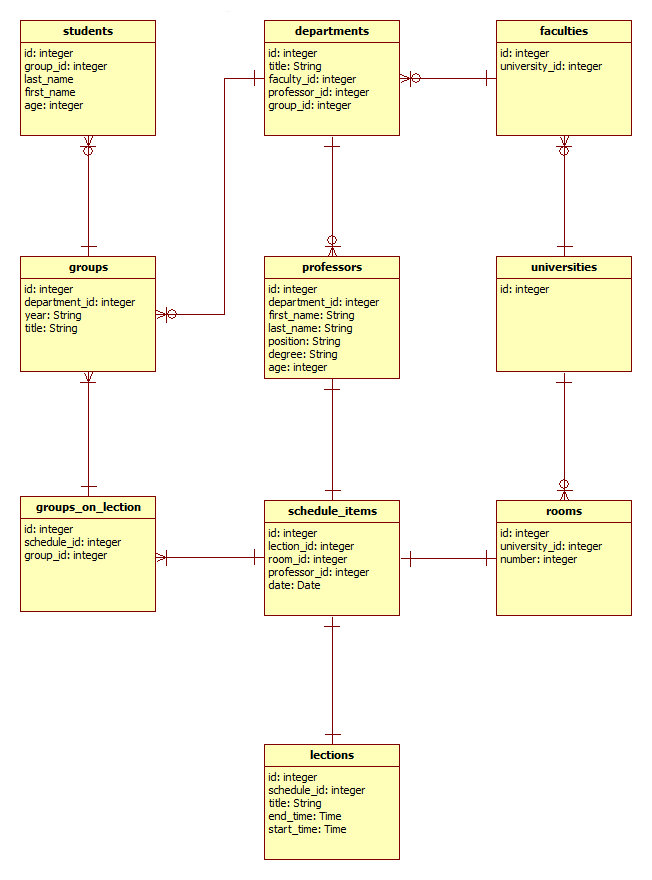 students
id: integer
group_id: integer
last_name
first_name
age: integer
departments
id: integer
title: String
faculty_id: integer
professor_id: integer
group_id: integer
faculties
id: integer
university_id: integer
groups
id: integer
department_id: integer
year: String
title: String
professors
id: integer
department_id: integer
first_name: String
last_name: String
position: String
degree: String
age: integer
universities
id: integer
groups_on_lection
id: integer
schedule_id: integer
group_id: integer
schedule_items
id: integer
lection_id: integer
room_id: integer
professor_id: integer
date: Date
rooms
id: integer
university_id: integer
number: integer
lections
id: integer
schedule_id: integer
title: String
end_time: Time
start_time: Time